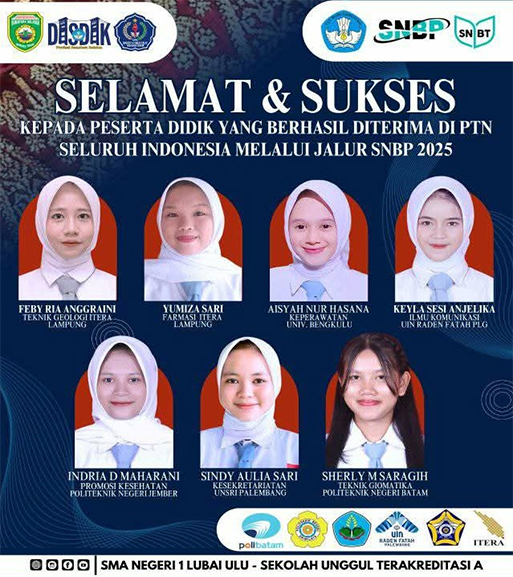 DISDIK
SNBP
SNBT
SELAMAT & SUKSES
KEPADA PESERTA DIDIK YANG BERHASIL DITERIMA DI PTN
SELURUH INDONESIA MELALUI JALUR SNBP 2025
FEBY RIA ANGGRAINI
TEKNIK GEOLOGI ITERA
LAMPUNG
YUMIZA SARI
FARMASI ITERA
LAMPUNG
AISYAH NUR HASANA
KEPERAWATAN
UNIV. BENGKULU
KEYLA SESI ANJELIKA
ILMU KOMUNIKASI
UIN RADEN FATAH PLG
INDRIA D MAHARANI
PROMOSI KESEHATAN
POLITEKNIK NEGERI JEMBER
SINDY AULIA SARI
KESEKRETARIATAN
UNSRI PALEMBANG
SHERLY M SARAGIH
TEKNIK GIOMATIKA
POLITEKNIK NEGERI BATAM
polibatam
uin
RADEN FATAH
PALEMBANG
ITERA
SMA NEGERI 1 LUBAI ULU - SEKOLAH UNGGUL TERAKREDITASI A